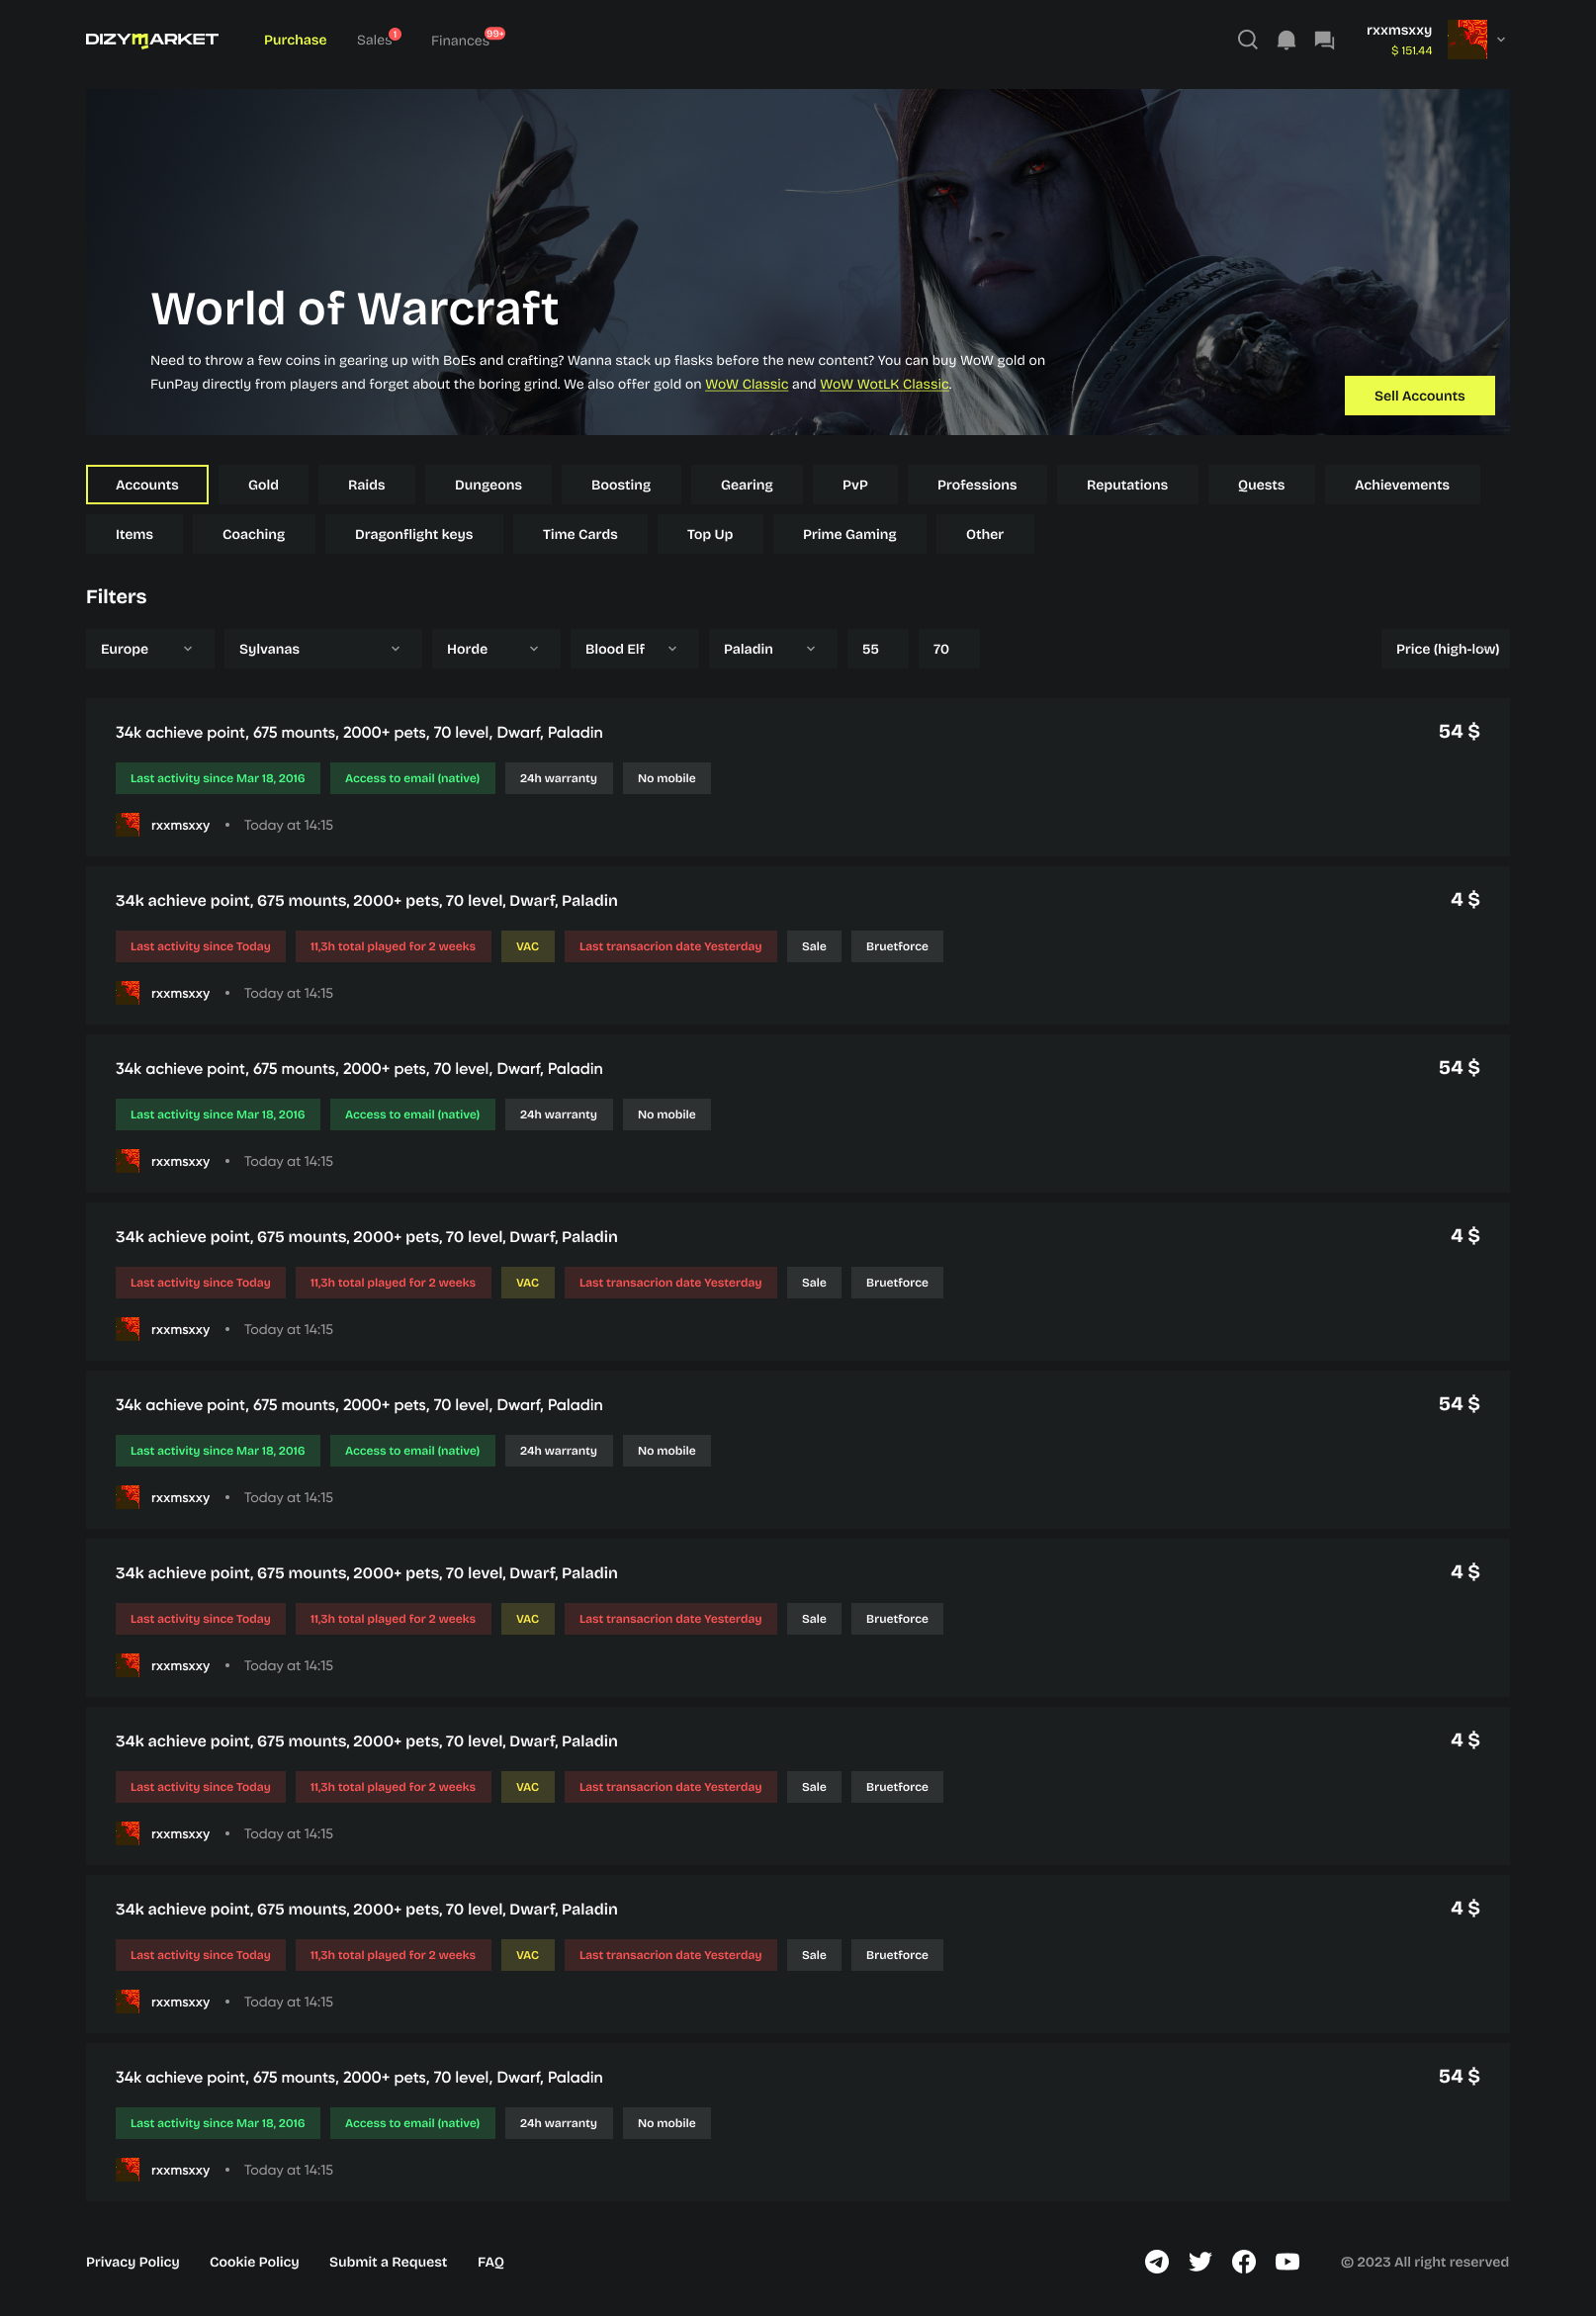 DIZYMARKET Purchase Sales 1 Finances 99+ rxxmsxxy
$ 151.44
World of Warcraft
Need to throw a few coins in gearing up with BoEs and crafting? Wanna stack up flasks before the new content? You can buy WoW gold on
FunPay directly from players and forget about the boring grind. We also offer gold on WoW Classic and WoW WotLK Classic.
Sell Accounts
Accounts Gold Raids Dungeons Boosting Gearing PvP Professions Reputations Quests Achievements
Items Coaching Dragonflight keys Time Cards Top Up Prime Gaming Other
Filters
Europe Sylvanas Horde Blood Elf Paladin 55 70 Price (high-low)
34k achieve point, 675 mounts, 2000+ pets, 70 level, Dwarf, Paladin 54 $
Last activity since Mar 18, 2016 Access to email (native) 24h warranty No mobile
rxxmsxxy • Today at 14:15
34k achieve point, 675 mounts, 2000+ pets, 70 level, Dwarf, Paladin 4 $
Last activity since Today 11,3h total played for 2 weeks VAC Last transacrion date Yesterday Sale Bruetforce
rxxmsxxy • Today at 14:15
34k achieve point, 675 mounts, 2000+ pets, 70 level, Dwarf, Paladin 54 $
Last activity since Mar 18, 2016 Access to email (native) 24h warranty No mobile
rxxmsxxy • Today at 14:15
34k achieve point, 675 mounts, 2000+ pets, 70 level, Dwarf, Paladin 4 $
Last activity since Today 11,3h total played for 2 weeks VAC Last transacrion date Yesterday Sale Bruetforce
rxxmsxxy • Today at 14:15
34k achieve point, 675 mounts, 2000+ pets, 70 level, Dwarf, Paladin 54 $
Last activity since Mar 18, 2016 Access to email (native) 24h warranty No mobile
rxxmsxxy • Today at 14:15
34k achieve point, 675 mounts, 2000+ pets, 70 level, Dwarf, Paladin 4 $
Last activity since Today 11,3h total played for 2 weeks VAC Last transacrion date Yesterday Sale Bruetforce
rxxmsxxy • Today at 14:15
34k achieve point, 675 mounts, 2000+ pets, 70 level, Dwarf, Paladin 4 $
Last activity since Today 11,3h total played for 2 weeks VAC Last transacrion date Yesterday Sale Bruetforce
rxxmsxxy • Today at 14:15
34k achieve point, 675 mounts, 2000+ pets, 70 level, Dwarf, Paladin 4 $
Last activity since Today 11,3h total played for 2 weeks VAC Last transacrion date Yesterday Sale Bruetforce
rxxmsxxy • Today at 14:15
34k achieve point, 675 mounts, 2000+ pets, 70 level, Dwarf, Paladin 54 $
Last activity since Mar 18, 2016 Access to email (native) 24h warranty No mobile
rxxmsxxy • Today at 14:15
Privacy Policy Cookie Policy Submit a Request FAQ © 2023 All right reserved